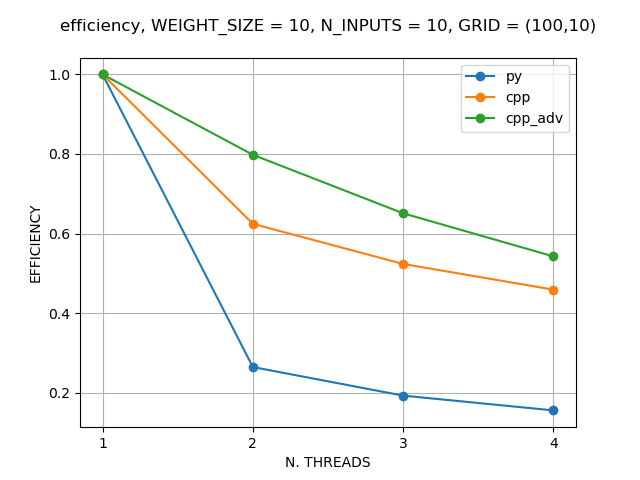 efficiency, WEIGHT_SIZE = 10, N_INPUTS = 10, GRID = (100,10)
py
cpp
cpp_adv
EFFICIENCY
1.0
0.8
0.6
0.4
0.2
1 2 3 4
N. THREADS